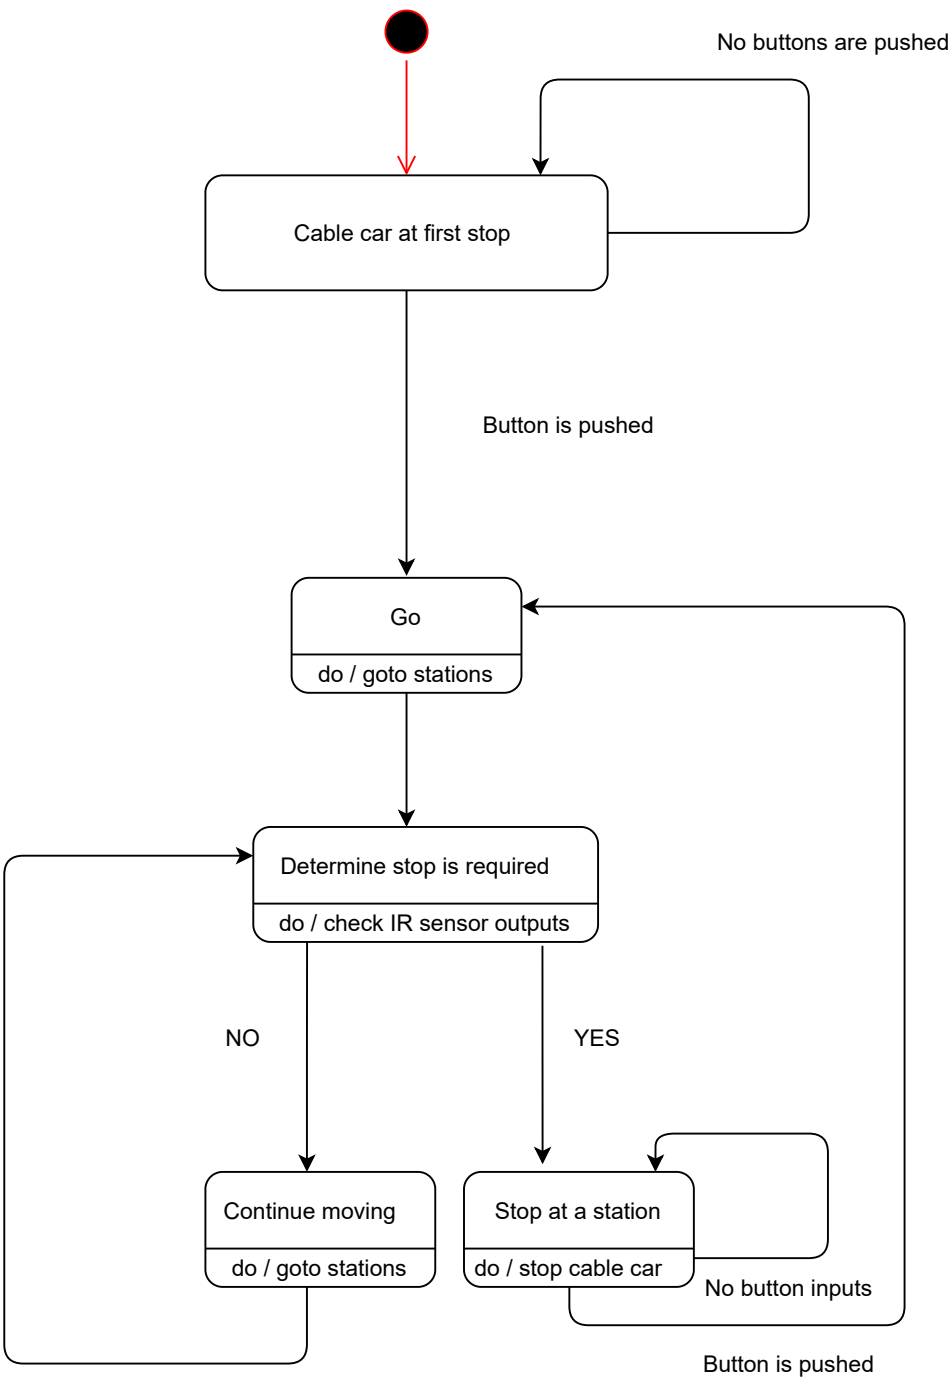 No buttons are pushed
Cable car at first stop
Button is pushed
Go
do / goto stations
Determine stop is required
do / check IR sensor outputs
NO
YES
Continue moving
do / goto stations
Stop at a station
do / stop cable car
No button inputs
Button is pushed